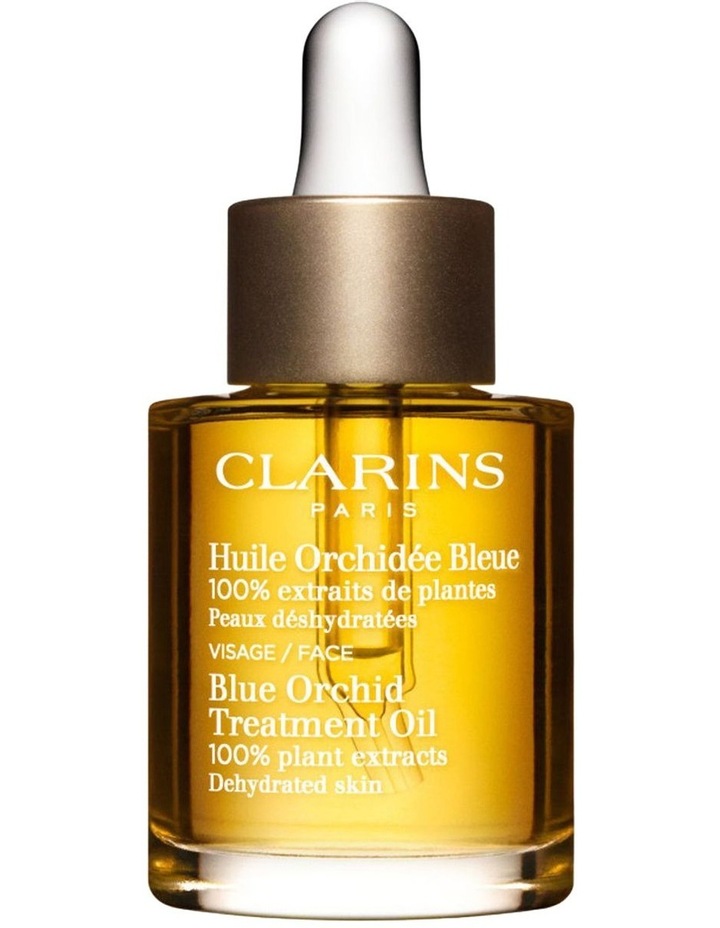 CLARINS
PARIS
Huile Orchidée Bleue
100% extraits de plantes
Peaux déshydratées
VISAGE / FACE
Blue Orchid
Treatment Oil
100% plant extracts
Dehydrated skin